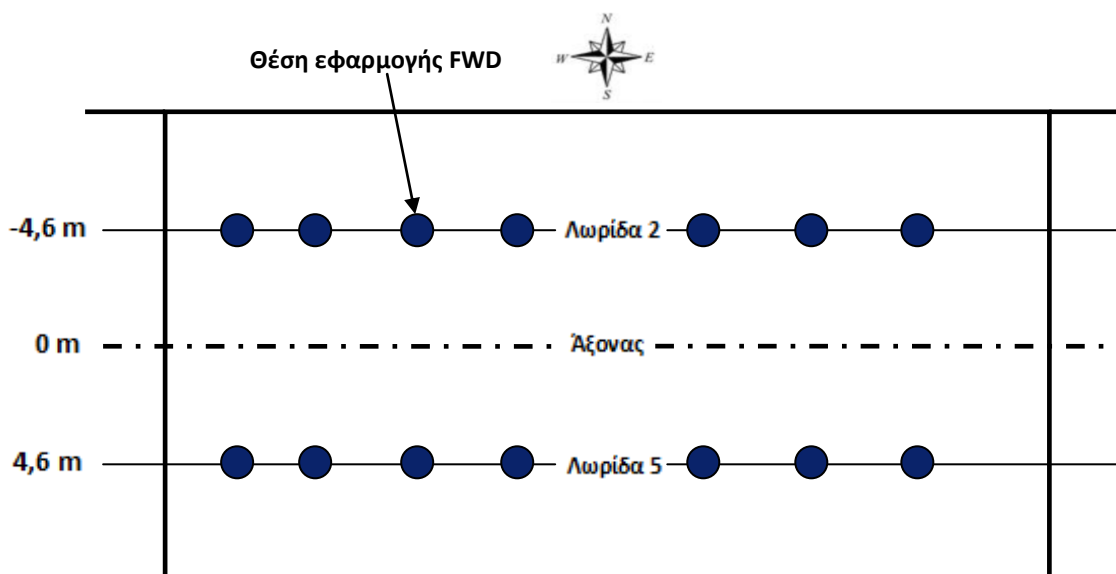 N
Θέση εφαρμογής FWD
W E
S
-4,6 m Λωρίδα 2
0 m Άξονας
4,6 m Λωρίδα 5